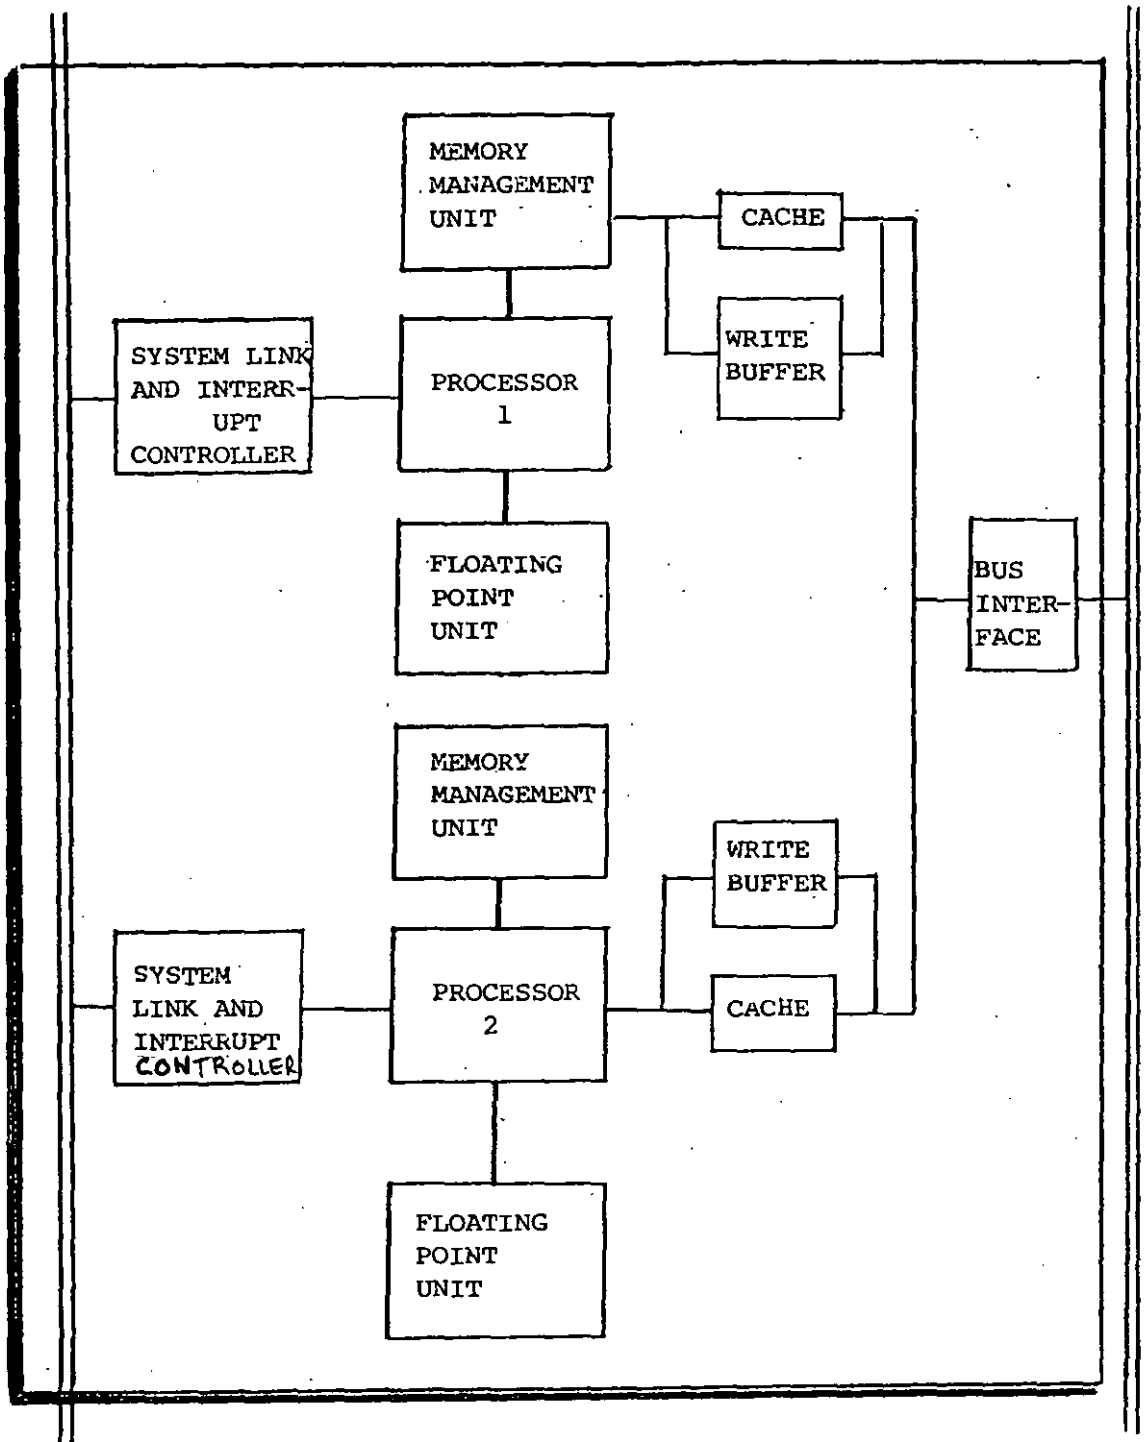 MEMORY
MANAGEMENT
UNIT
CACHE
WRITE
BUFFER
SYSTEM LINK
AND INTERR-
UPT
CONTROLLER
PROCESSOR
1
FLOATING
POINT
UNIT
BUS
INTER-
FACE
MEMORY
MANAGEMENT
UNIT
WRITE
BUFFER
SYSTEM
LINK AND
INTERRUPT
CONTROLLER
PROCESSOR
2
CACHE
FLOATING
POINT
UNIT